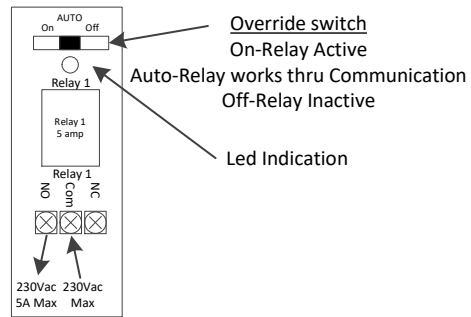 AUTO
On Off
Relay 1
Relay 1
5 amp
Relay 1
NO Com NC
230Vac 230Vac
5A Max Max
Override switch
On-Relay Active
Auto-Relay works thru Communication
Off-Relay Inactive
Led Indication